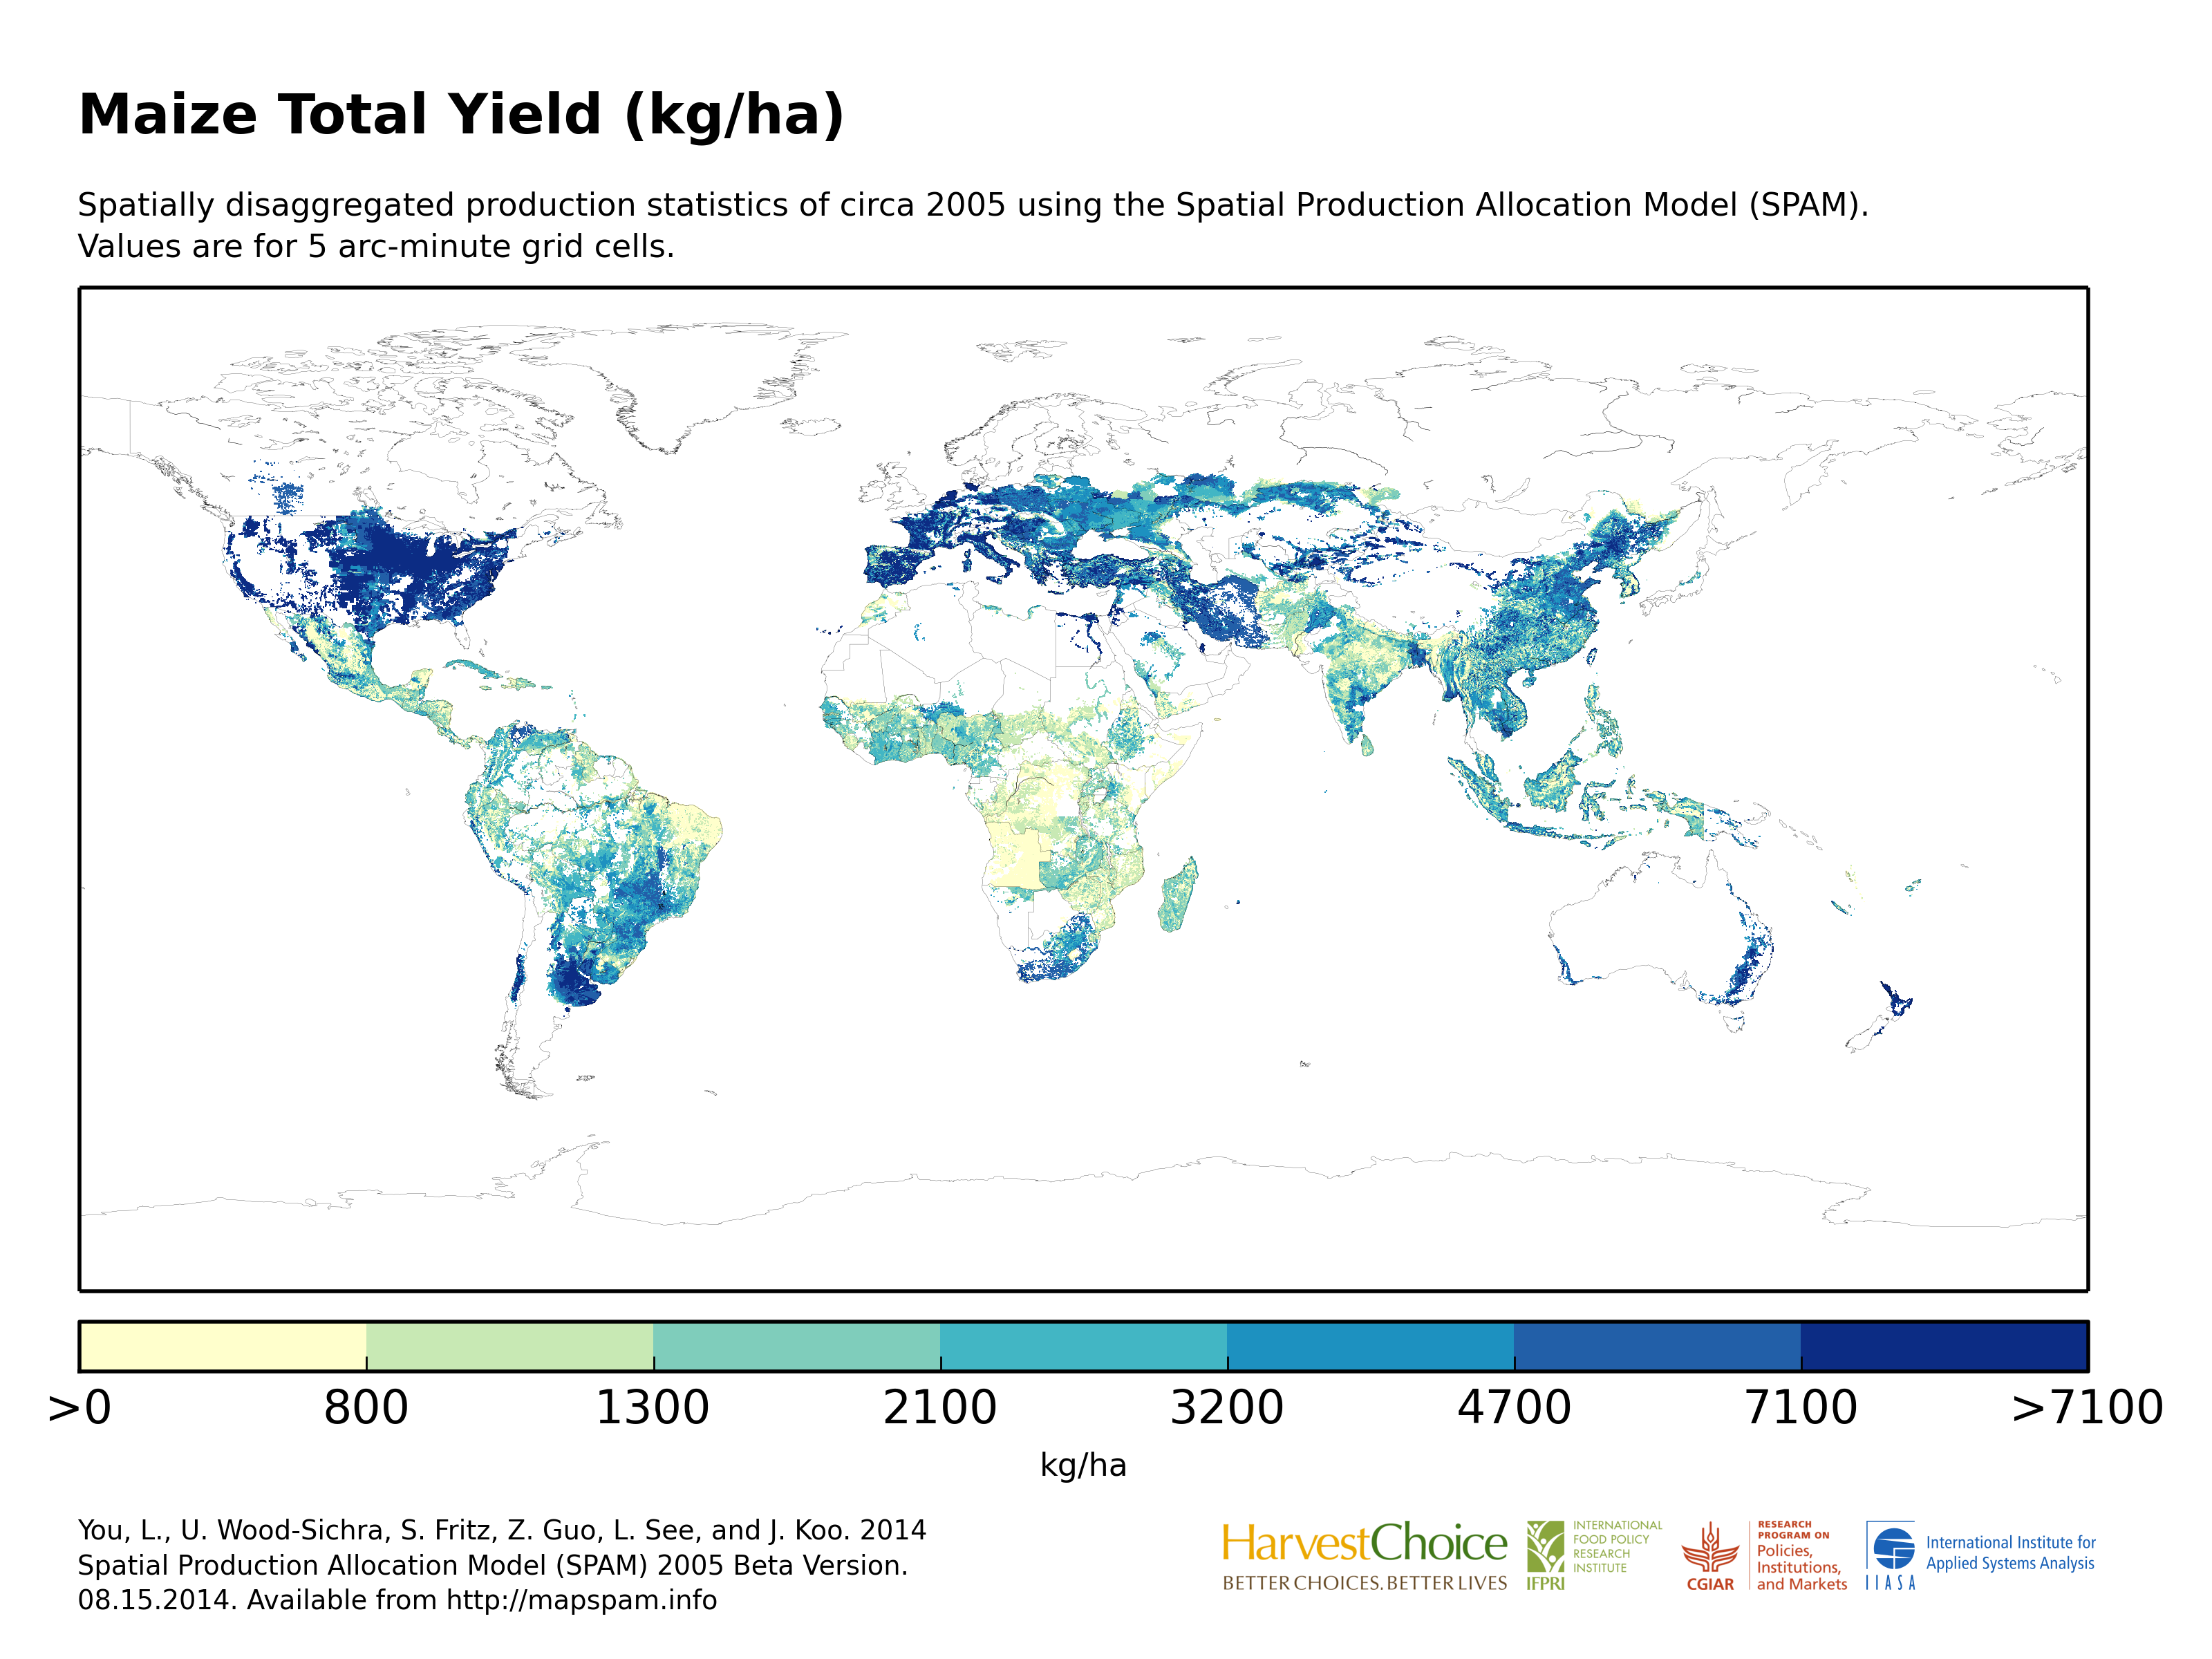 Maize Total Yield (kg/ha)
Spatially disaggregated production statistics of circa 2005 using the Spatial Production Allocation Model (SPAM).
Values are for 5 arc-minute grid cells.
>0 800 1300 2100 3200 4700 7100 >7100
kg/ha
You, L., U. Wood-Sichra, S. Fritz, Z. Guo, L. See, and J. Koo. 2014
Spatial Production Allocation Model (SPAM) 2005 Beta Version.
08.15.2014. Available from http://mapspam.info
HarvestChoice
BETTER CHOICES. BETTER LIVES
INTERNATIONAL
FOOD POLICY
RESEARCH
INSTITUTE
IFPRI
RESEARCH
PROGRAM ON
Policies,
Institutions,
and Markets
CGIAR
International Institute for
Applied Systems Analysis
IIASA